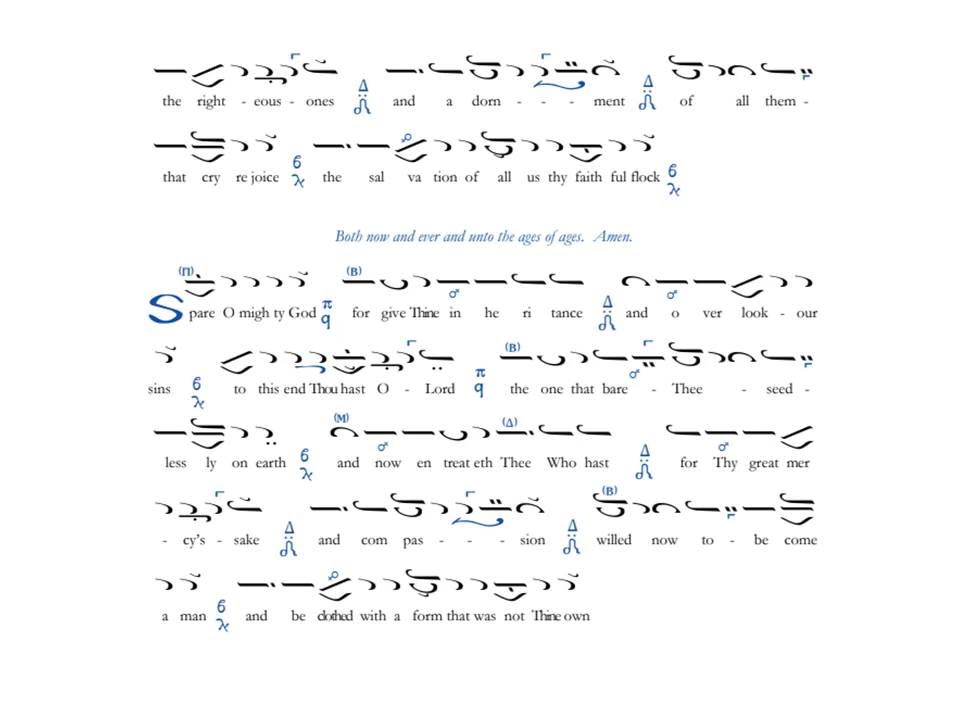 the right - eous - ones and a dorn - - - ment of all them -
that cry re joice the sal va tion of all us thy faith ful flock
Both now and ever and unto the ages of ages. Amen.
Spare O migh ty God for give Thine in he ri tance and o ver look - our
sins to this end Thou hast O - Lord the one that bare - Thee - seed -
less ly on earth and now en treat eth Thee Who hast for Thy great mer
- cy's - sake and com pas - - - sion willed now to - be come
a man and be clothed with a form that was not Thine own